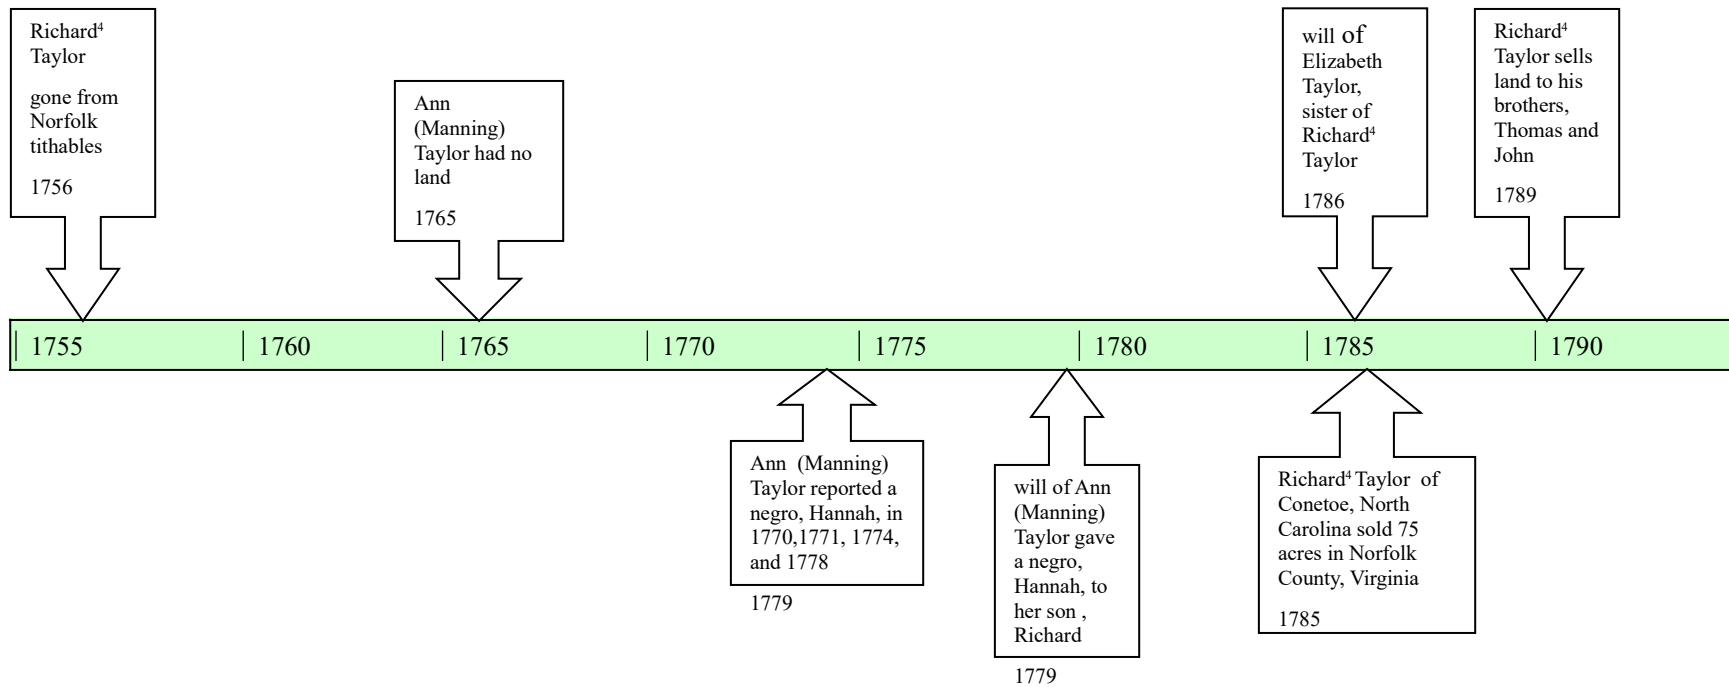 Richard⁴
Taylor
gone from
Norfolk
tithables
1756
Ann
(Manning)
Taylor had no
land
1765
will of
Elizabeth
Taylor,
sister of
Richard⁴
Taylor
1786
Richard⁴
Taylor sells
land to his
brothers,
Thomas and
John
1789
| 1755 | 1760 | 1765 | 1770 | 1775 | 1780 | 1785 | 1790
Ann (Manning)
Taylor reported a
negro, Hannah, in
1770,1771, 1774,
and 1778
1779
will of Ann
(Manning)
Taylor gave
a negro,
Hannah, to
her son ,
Richard
1779
Richard⁴ Taylor of
Conetoe, North
Carolina sold 75
acres in Norfolk
County, Virginia
1785